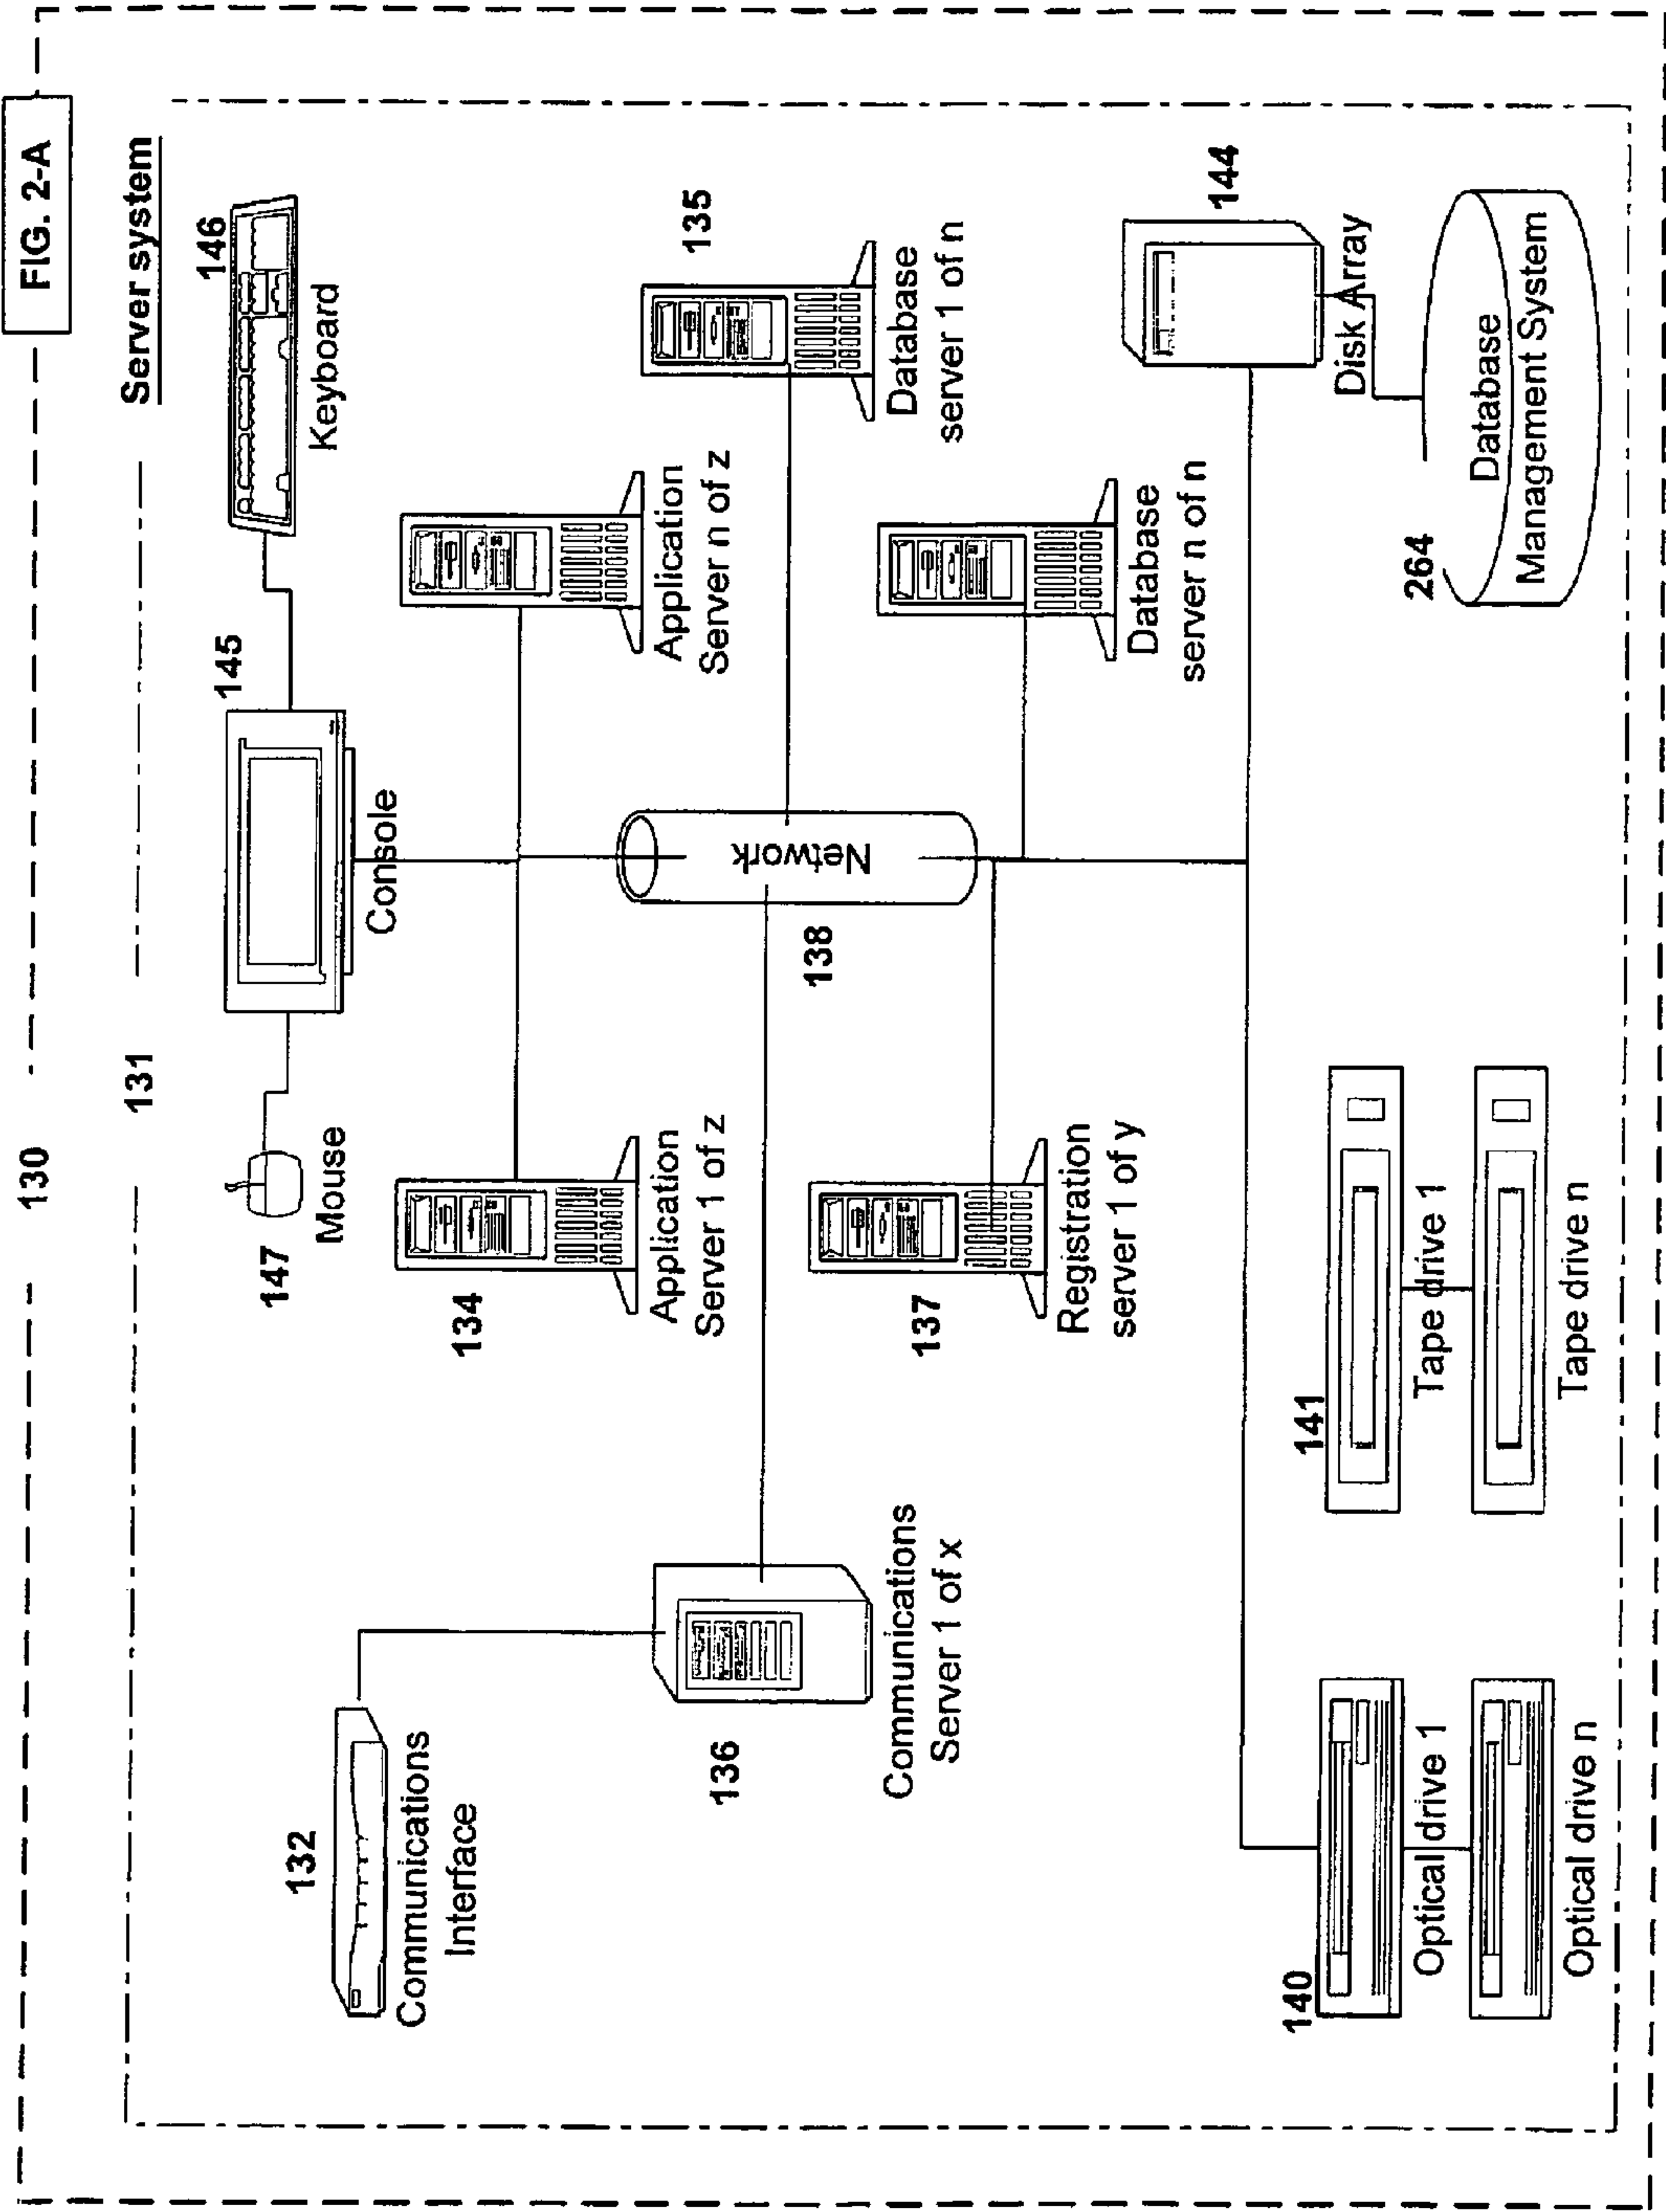 FIG. 2-A
130
131
Server system
147
Mouse
145
Console
146
Keyboard
132
Communications
Interface
134
Application
Server 1 of z
Application
Server n of z
136
Communications
Server 1 of x
138
Network
135
Database
server 1 of n
137
Registration
server 1 of y
Database
server n of n
140
Optical drive 1
Optical drive n
141
Tape drive 1
Tape drive n
144
Disk Array
264
Database
Management System